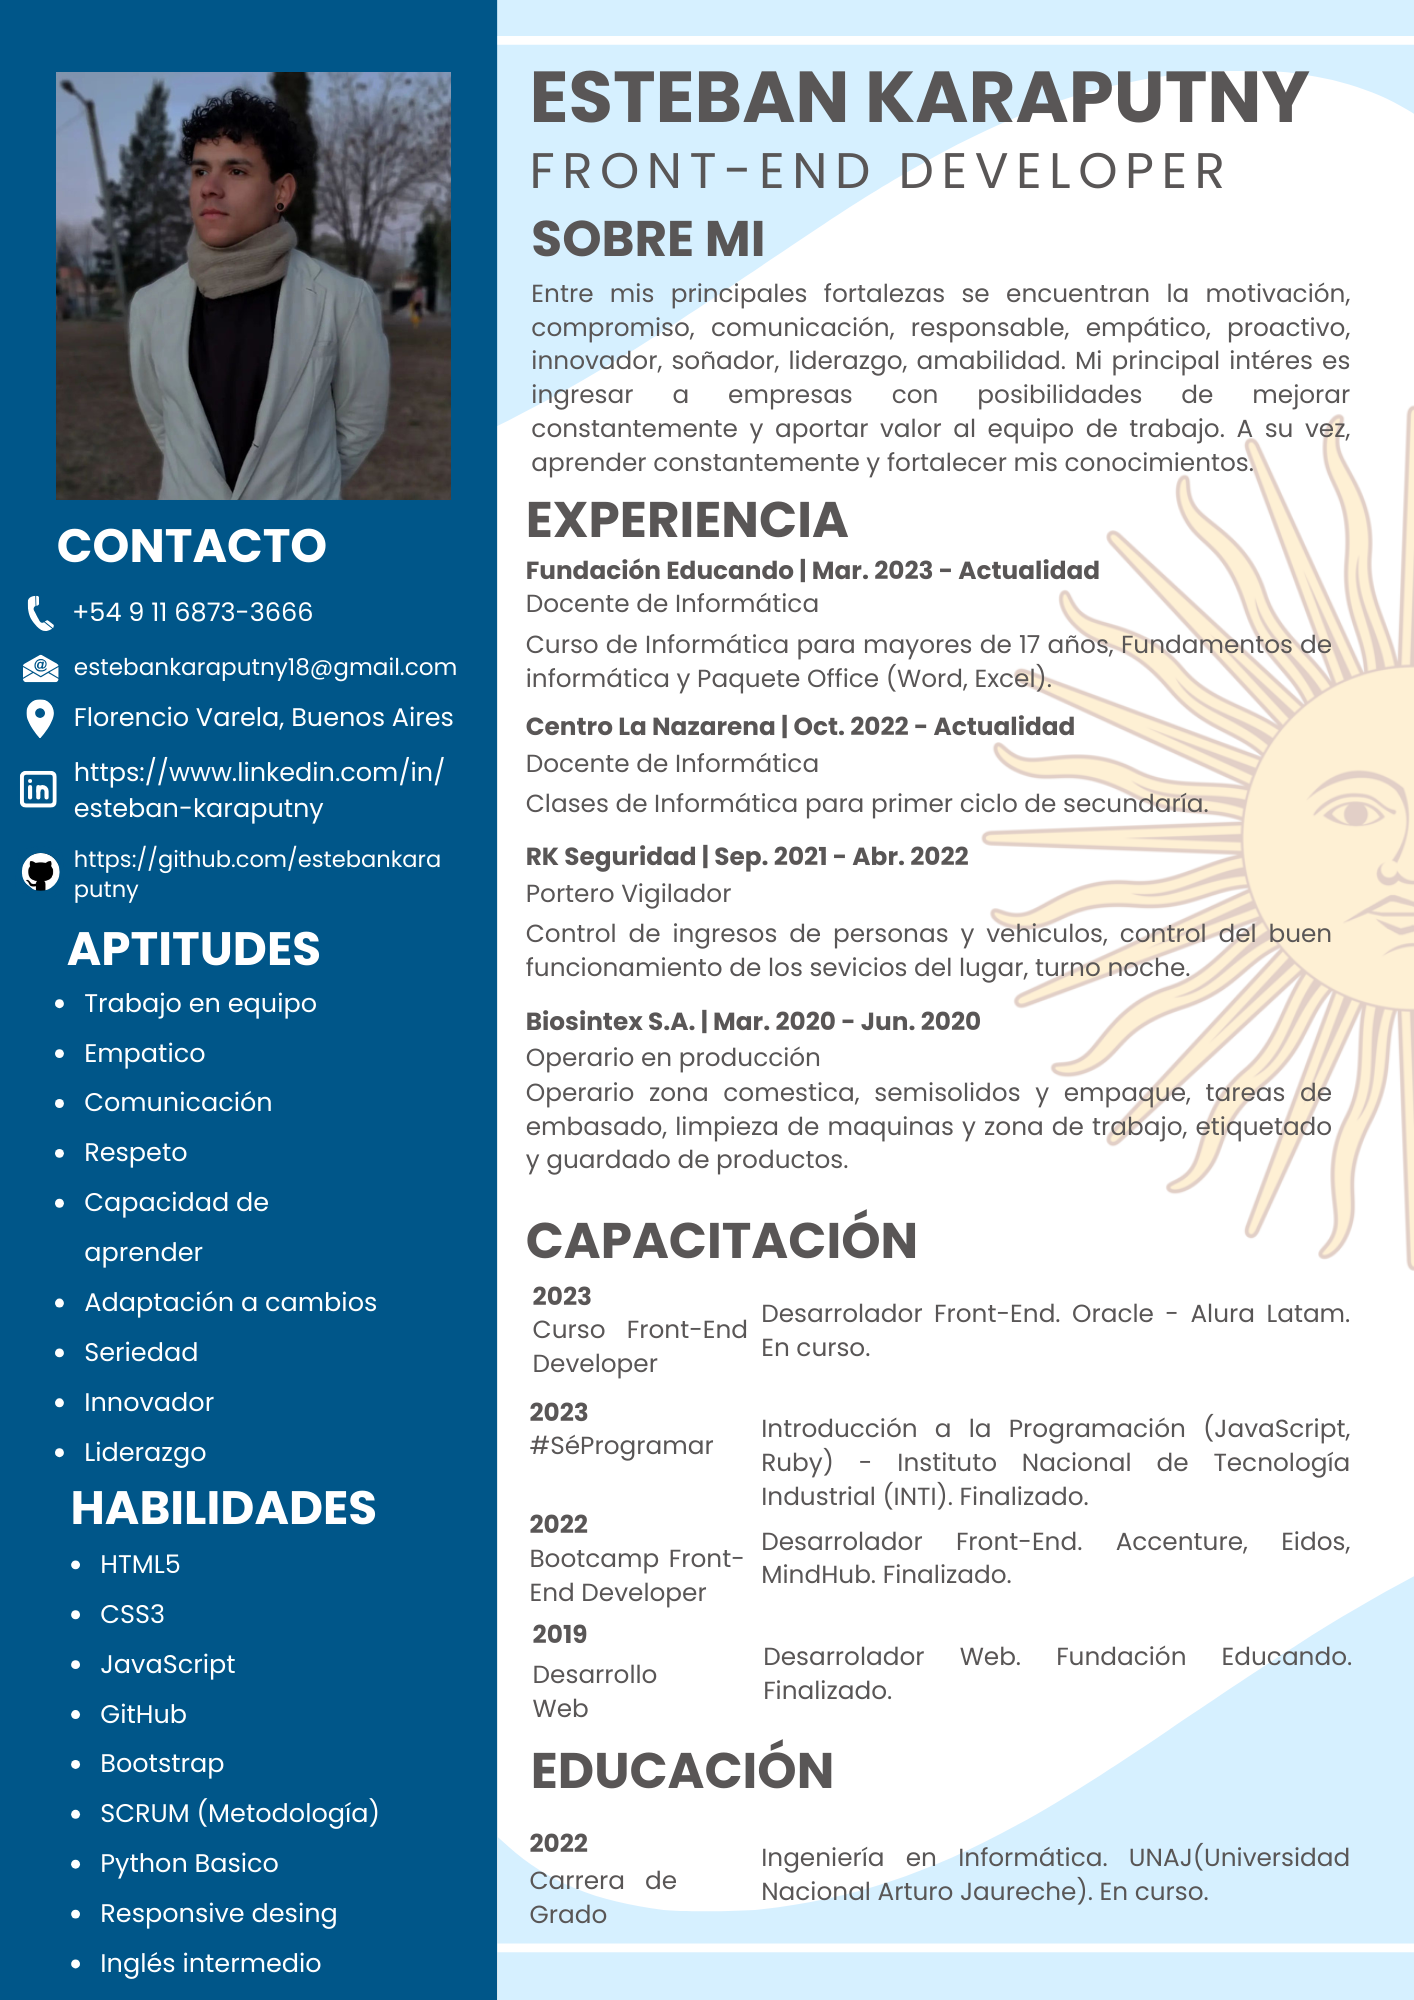 CONTACTO
+54 9 11 6873-3666
estebankaraputny18@gmail.com
Florencio Varela, Buenos Aires
https://www.linkedin.com/in/
esteban-karaputny
https://github.com/estebankara
putny
APTITUDES
• Trabajo en equipo
• Empatico
• Comunicación
• Respeto
• Capacidad de
aprender
• Adaptación a cambios
• Seriedad
• Innovador
• Liderazgo
HABILIDADES
• HTML5
• CSS3
• JavaScript
• GitHub
• Bootstrap
• SCRUM (Metodología)
• Python Basico
• Responsive desing
• Inglés intermedio
ESTEBAN KARAPUTNY
FRONT-END DEVELOPER
SOBRE MI
Entre mis principales fortalezas se encuentran la motivación,
compromiso, comunicación, responsable, empático, proactivo,
innovador, soñador, liderazgo, amabilidad. Mi principal intéres es
ingresar a empresas con posibilidades de mejorar
constantemente y aportar valor al equipo de trabajo. A su vez,
aprender constantemente y fortalecer mis conocimientos.
EXPERIENCIA
Fundación Educando | Mar. 2023 - Actualidad
Docente de Informática
Curso de Informática para mayores de 17 años, Fundamentos de
informática y Paquete Office (Word, Excel).
Centro La Nazarena | Oct. 2022 - Actualidad
Docente de Informática
Clases de Informática para primer ciclo de secundaría.
RK Seguridad | Sep. 2021 - Abr. 2022
Portero Vigilador
Control de ingresos de personas y vehiculos, control del buen
funcionamiento de los sevicios del lugar, turno noche.
Biosintex S.A. | Mar. 2020 - Jun. 2020
Operario en producción
Operario zona comestica, semisolidos y empaque, tareas de
embasado, limpieza de maquinas y zona de trabajo, etiquetado
y guardado de productos.
CAPACITACIÓN
2023
Curso Front-End
Developer
Desarrolador Front-End. Oracle - Alura Latam.
En curso.
2023
#SéProgramar
Introducción a la Programación (JavaScript,
Ruby) - Instituto Nacional de Tecnología
Industrial (INTI). Finalizado.
2022
Bootcamp Front-
End Developer
Desarrolador Front-End. Accenture, Eidos,
MindHub. Finalizado.
2019
Desarrollo
Web
Desarrolador Web. Fundación Educando.
Finalizado.
EDUCACIÓN
2022
Carrera de
Grado
Ingeniería en Informática. UNAJ(Universidad
Nacional Arturo Jaureche). En curso.